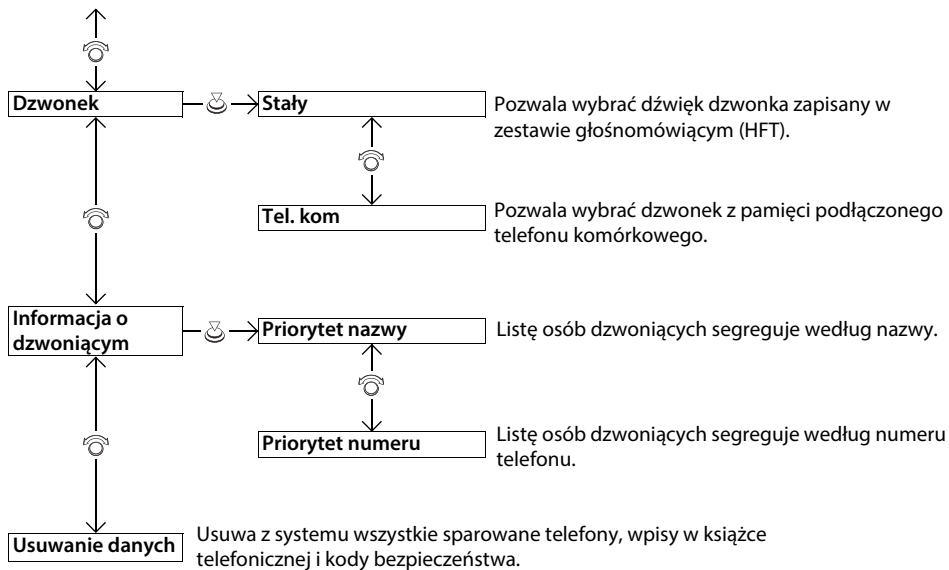 Dzwonek
Stały
Pozwala wybrać dźwięk dzwonka zapisany w
zestawie głośnomówiącym (HFT).
Tel. kom
Pozwala wybrać dzwonek z pamięci podłączonego
telefonu komórkowego.
Informacja o
dzwoniącym
Priorytet nazwy
Listę osób dzwoniących segreguje według nazwy.
Priorytet numeru
Listę osób dzwoniących segreguje według numeru
telefonu.
Usuwanie danych
Usuwa z systemu wszystkie sparowane telefony, wpisy w książce
telefonicznej i kody bezpieczeństwa.